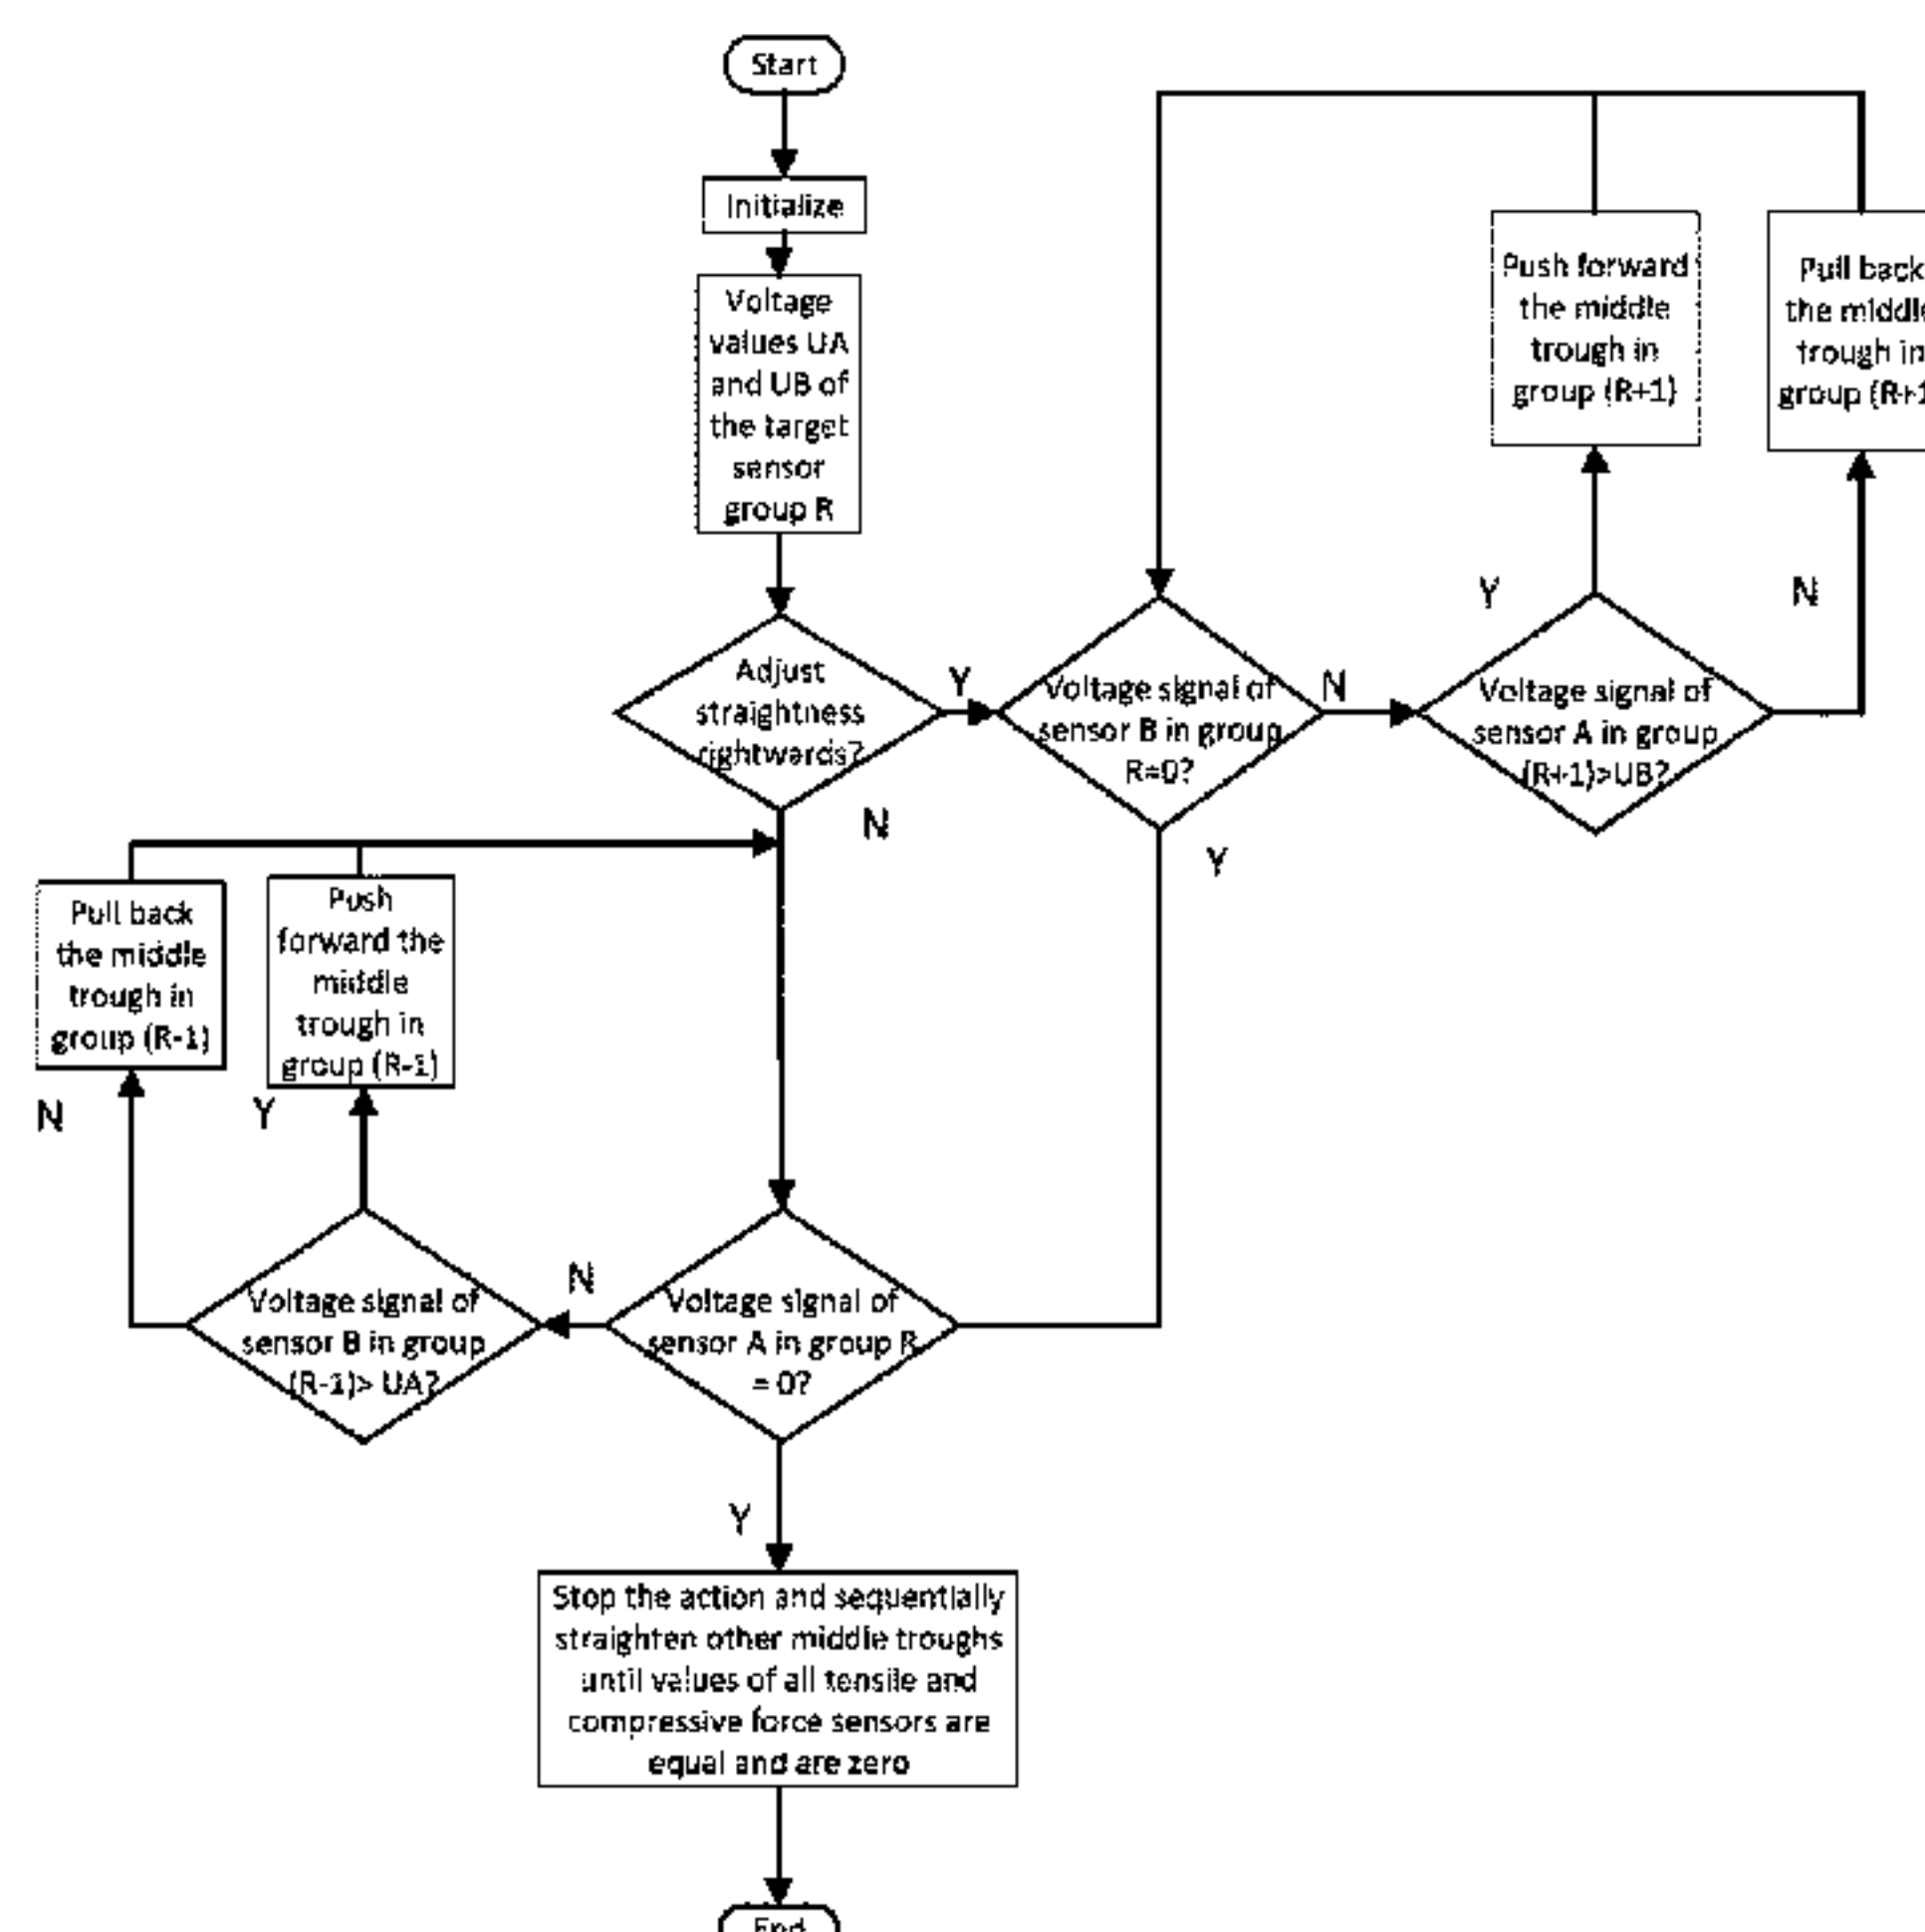 Start
Initialize
Voltage
values UA
and UB of
the target
sensor
group R
Adjust
straightness
rightwards?
Y
N
Voltage signal of
sensor B in group
R=0?
N
Y
Voltage signal of
sensor A in group
(R+1)>UB?
Y
N
Push forward
the middle
trough in
group (R+1)
Pull back
the middle
trough in
group (R+1
Pull back
the middle
trough in
group (R-1)
Push
forward the
middle
trough in
group (R-1)
N
Y
Voltage signal of
sensor B in group
(R-1)> UA?
N
Voltage signal of
sensor A in group R
= 0?
Y
Stop the action and sequentially
straighten other middle troughs
until values of all tensile and
compressive force sensors are
equal and are zero
End